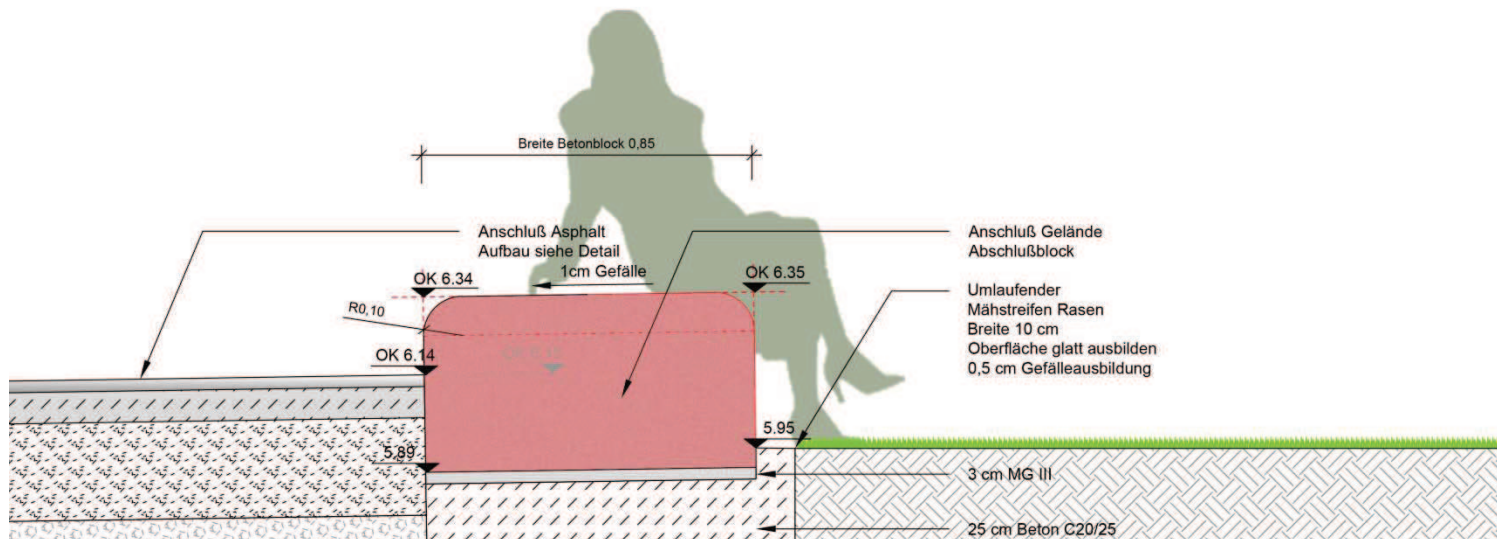 Breite Betonblock 0,85
Anschluß Asphalt
Aufbau siehe Detail
1cm Gefälle
Anschluß Gelände
Abschlußblock
OK 6.34
OK 6.35
Umlaufender
Mähstreifen Rasen
Breite 10 cm
Oberfläche glatt ausbilden
0,5 cm Gefälleausbildung
R0,10
OK 6.14
5.89
5.95
3 cm MG III
25 cm Beton C20/25